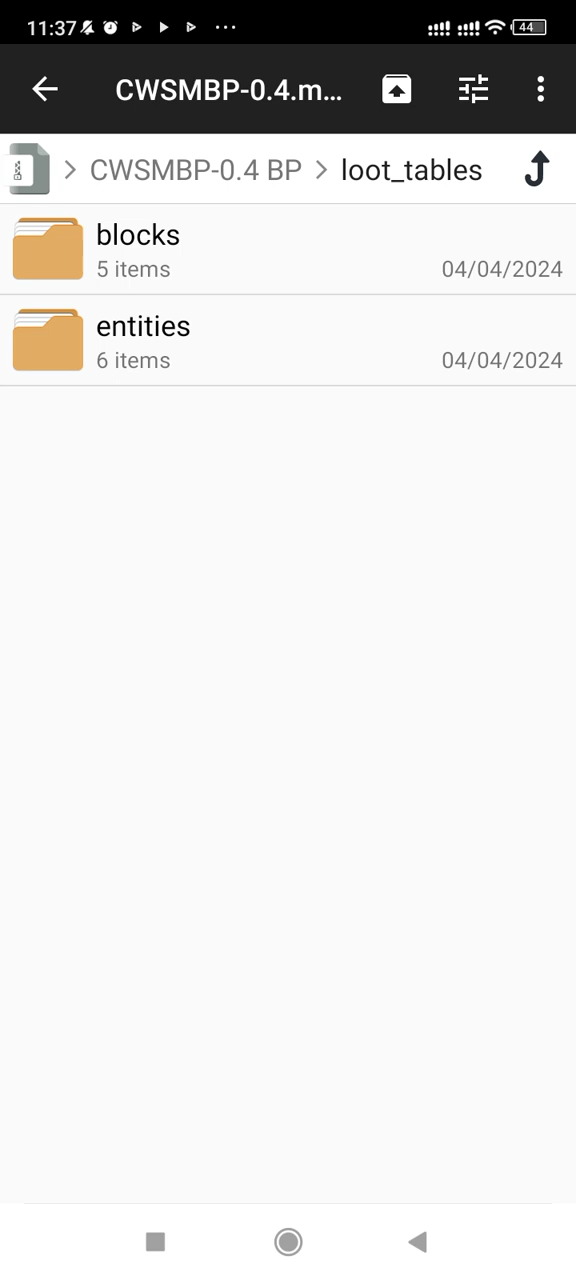 11:37 44
CWSMBP-0.4.m...
CWSMBP-0.4 BP > loot_tables
blocks
5 items 04/04/2024
entities
6 items 04/04/2024